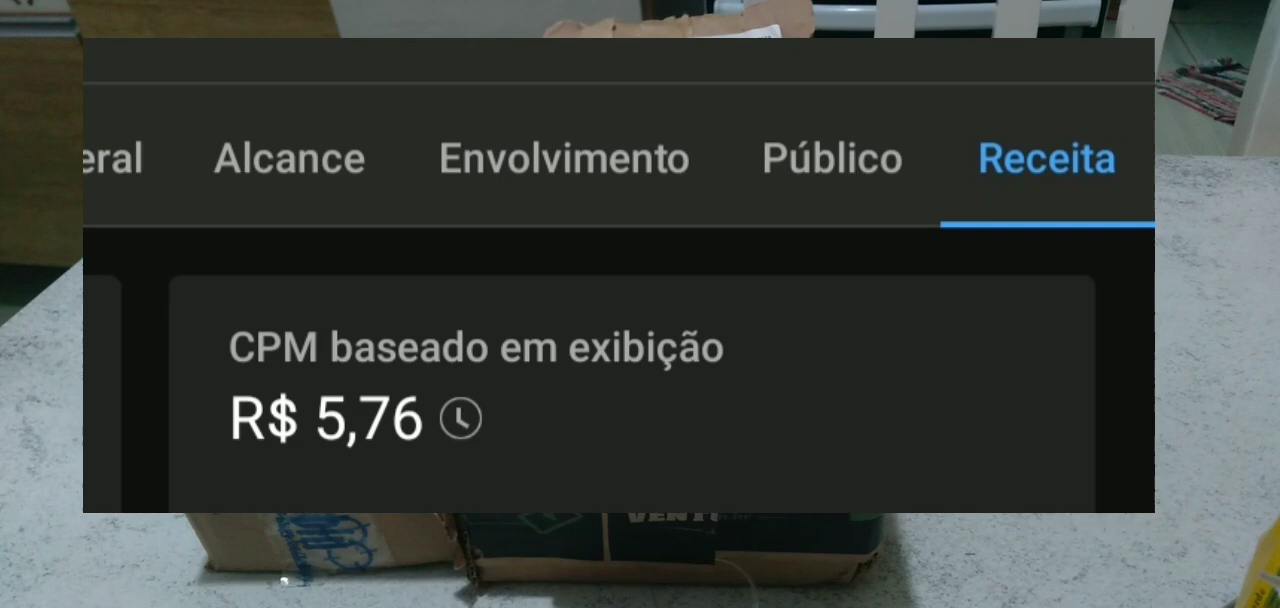 eral Alcance Envolvimento Público Receita
CPM baseado em exibição
R$ 5,76